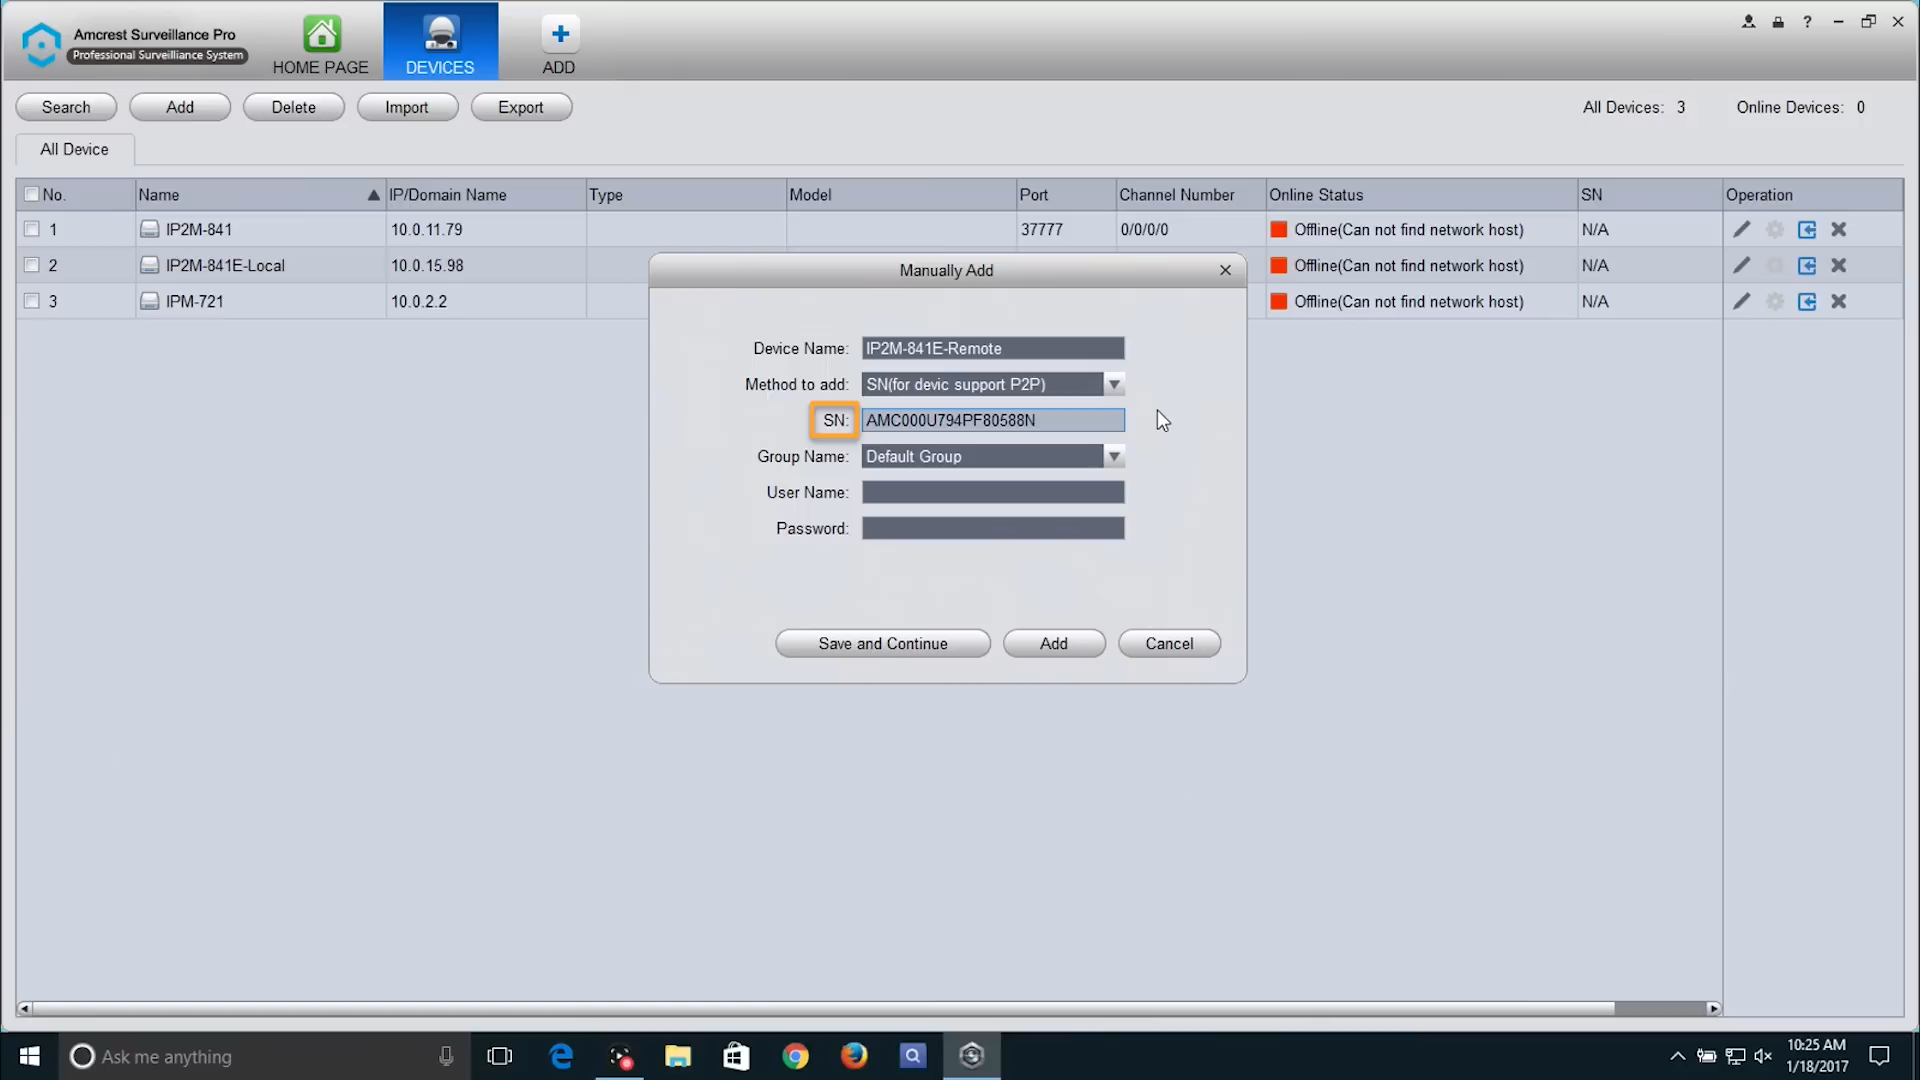 Amcrest Surveillance Pro
Professional Surveilliance System
HOME PAGE
DEVICES
ADD
Search
Add
Delete
Import
Export
All Devices: 3
Online Devices: 0
All Device
No. Name IP/Domain Name Type Model Port Channel Number Online Status SN Operation
1 IP2M-841 10.0.11.79 37777 0/0/0/0 Offline(Can not find network host) N/A
2 IP2M-841E-Local 10.0.15.98 Offline(Can not find network host) N/A
3 IPM-721 10.0.2.2 Offline(Can not find network host) N/A
Manually Add
Device Name: IP2M-841E-Remote
Method to add: SN(for devic support P2P)
SN: AMC000U794PF80588N
Group Name: Default Group
User Name:
Password:
Save and Continue
Add
Cancel
Ask me anything
10:25 AM
1/18/2017